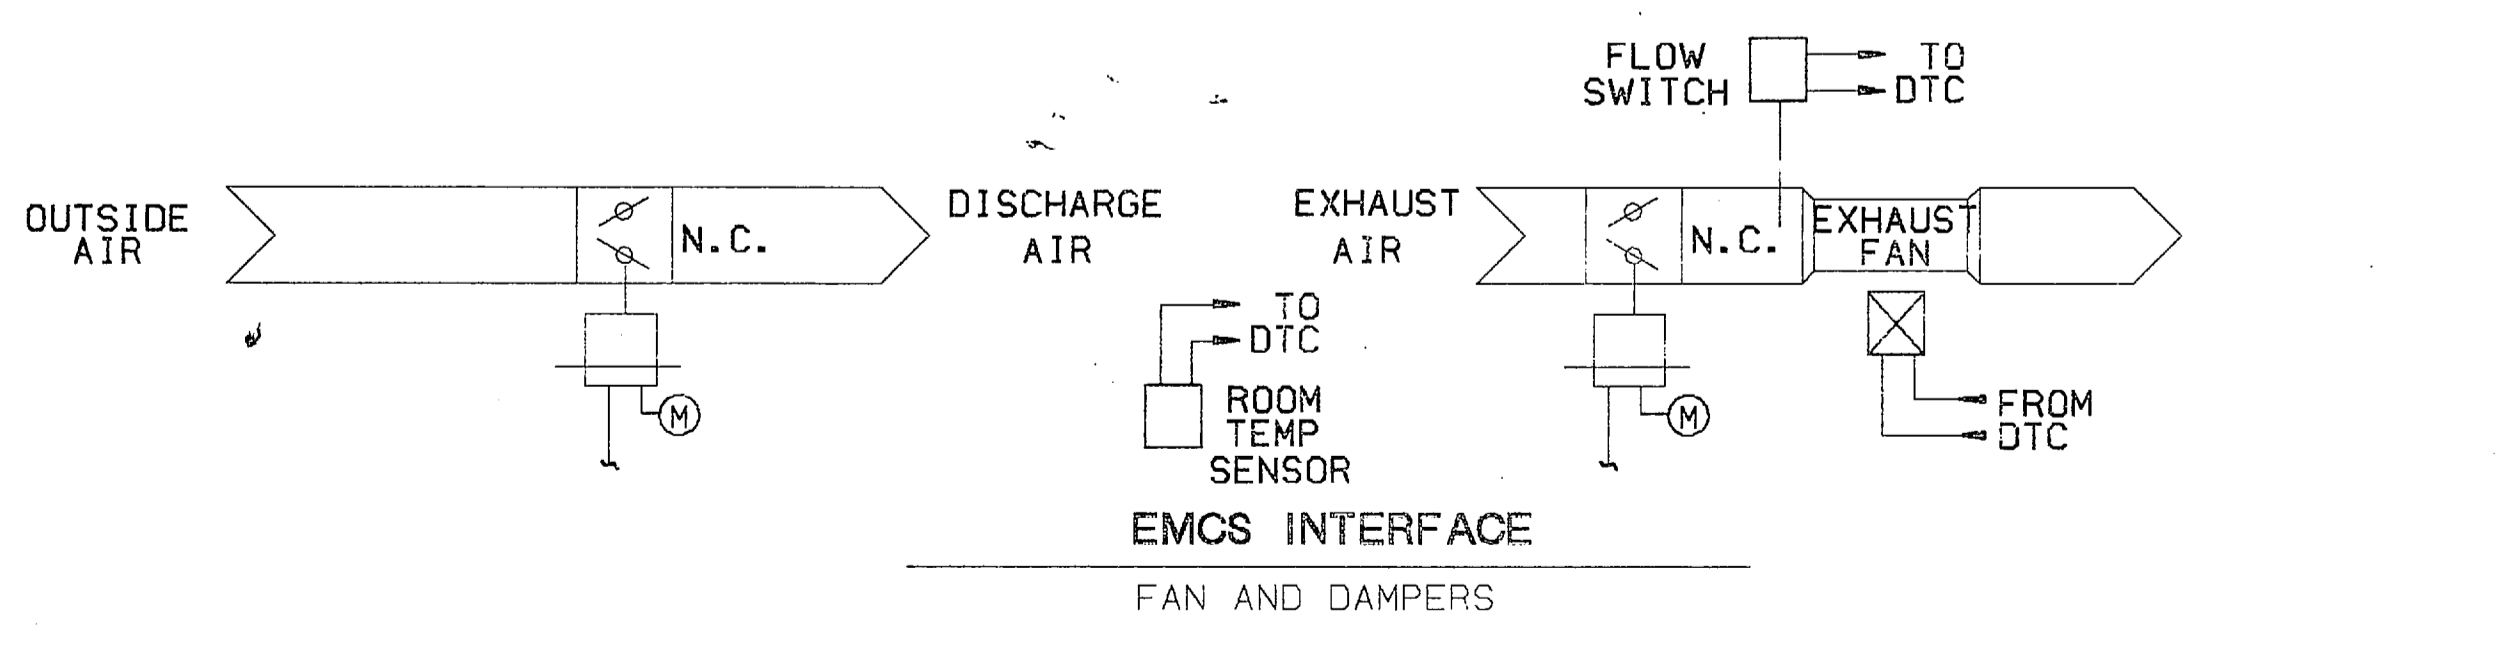 OUTSIDE
AIR
N.C.
M
DISCHARGE
AIR
TO
DTC
ROOM
TEMP
SENSOR
EXHAUST
AIR
FLOW
SWITCH
TO
DTC
N.C.
EXHAUST
FAN
M
FROM
DTC
EMCS INTERFACE
FAN AND DAMPERS